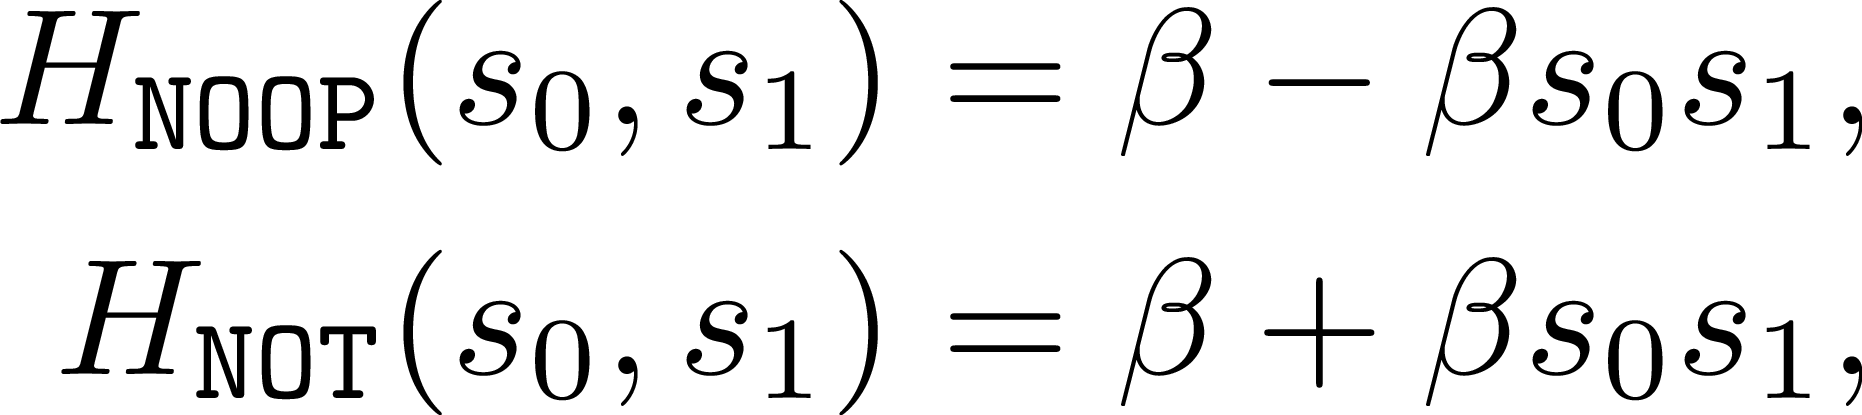 H_NOOP(s_0, s_1) = β − βs_0s_1,
H_NOT(s_0, s_1) = β + βs_0s_1,